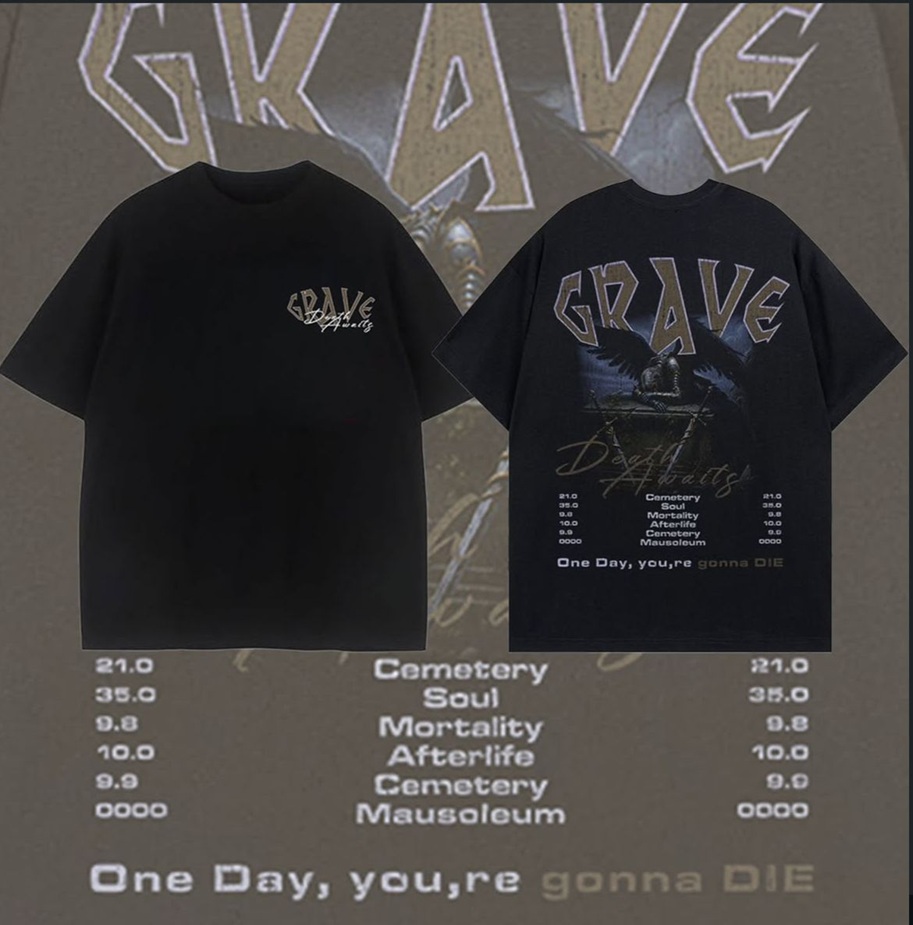 GRAVE
GRAVE
Death
Awaits
GRAVE
Death
Awaits
21.0 Cemetery 21.0
35.0 Soul 35.0
9.8 Mortality 9.8
10.0 Afterlife 10.0
9.9 Cemetery 9.9
0000 Mausoleum 0000
One Day, you,re gonna DIE
21.0 Cemetery 21.0
35.0 Soul 35.0
9.8 Mortality 9.8
10.0 Afterlife 10.0
9.9 Cemetery 9.9
0000 Mausoleum 0000
One Day, you,re gonna DIE